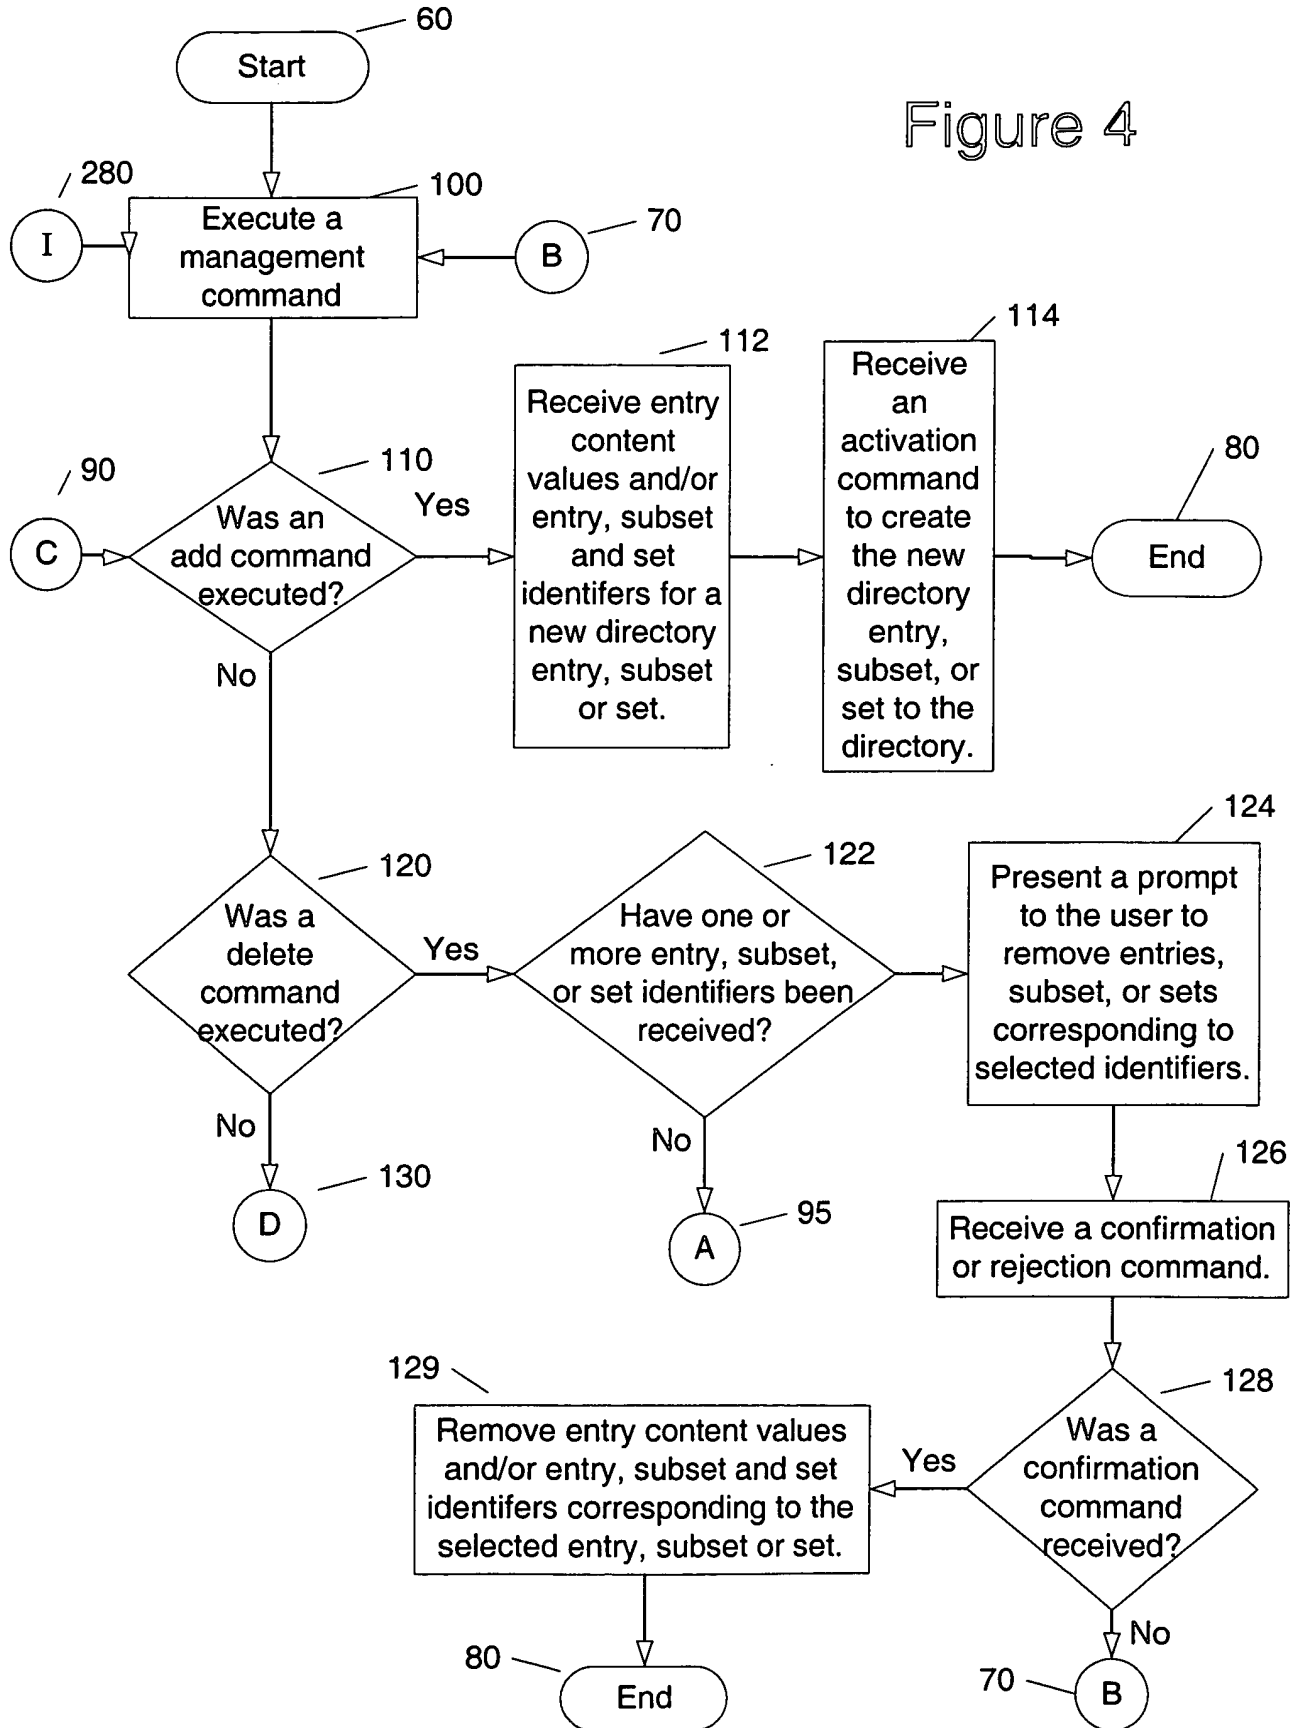 60
Start
Figure 4
280
100
70
I
Execute a
management
command
B
112
114
Receive entry
content
values and/or
entry, subset
and set
identifers for a
new directory
entry, subset
or set.
Receive
an
activation
command
to create
the new
directory
entry,
subset, or
set to the
directory.
80
End
90
110
C
Was an
add command
executed?
Yes
No
120
122
124
Was a
delete
command
executed?
Yes
Have one or
more entry, subset,
or set identifiers been
received?
Present a prompt
to the user to
remove entries,
subset, or sets
corresponding to
selected identifiers.
No
130
D
No
95
A
126
Receive a confirmation
or rejection command.
129
128
Remove entry content values
and/or entry, subset and set
identifers corresponding to the
selected entry, subset or set.
Yes
Was a
confirmation
command
received?
No
80
End
70
B